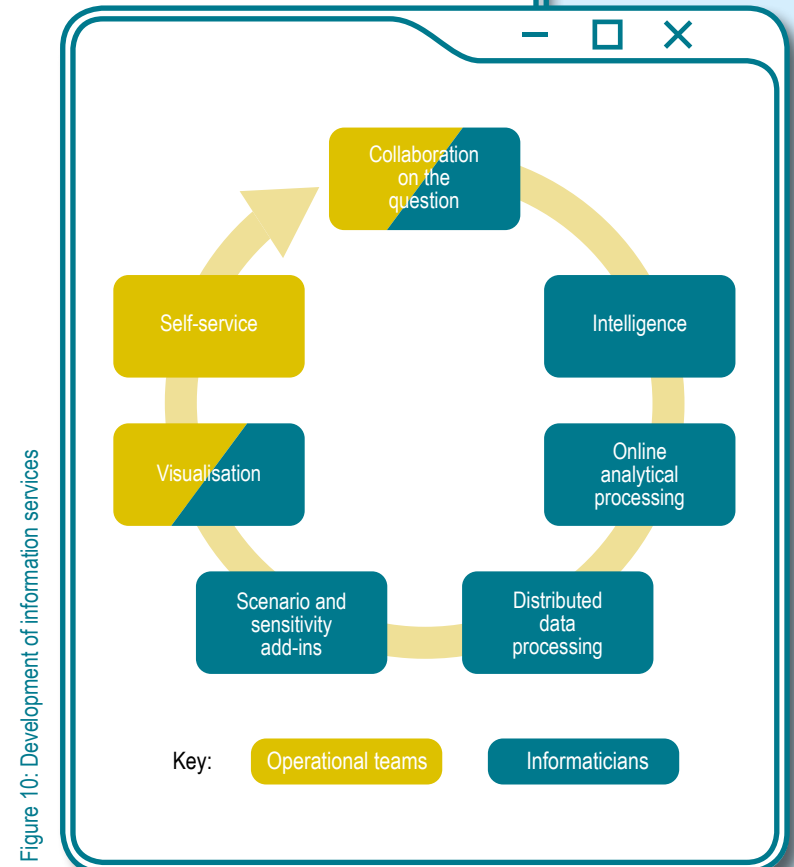 Collaboration
on the
question
Intelligence
Online
analytical
processing
Distributed
data
processing
Scenario and
sensitivity
add-ins
Visualisation
Self-service
Key:
Operational teams
Informaticians
Figure 10: Development of information services